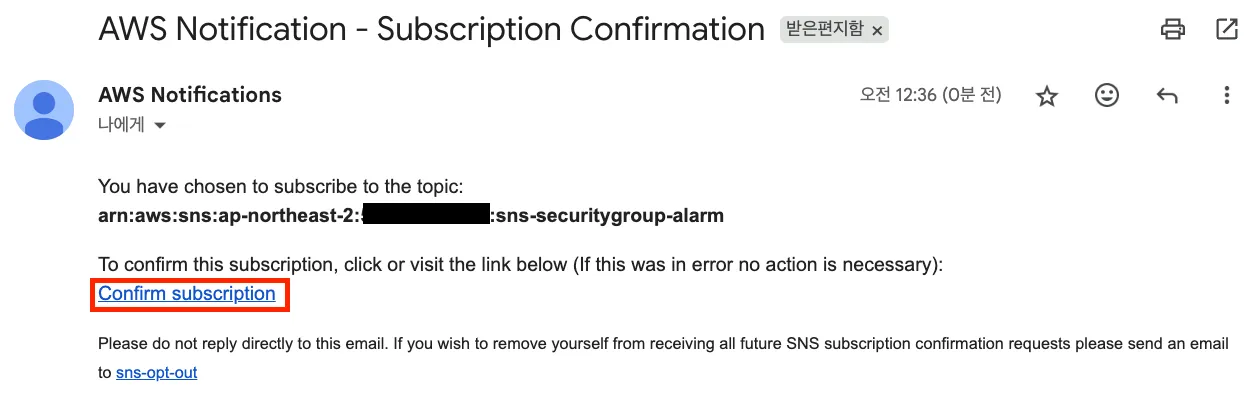 AWS Notification - Subscription Confirmation 받은편지함 ×
AWS Notifications 오전 12:36 (0분 전)
나에게
You have chosen to subscribe to the topic:
arn:aws:sns:ap-northeast-2: :sns-securitygroup-alarm
To confirm this subscription, click or visit the link below (If this was in error no action is necessary):
Confirm subscription
Please do not reply directly to this email. If you wish to remove yourself from receiving all future SNS subscription confirmation requests please send an email
to sns-opt-out